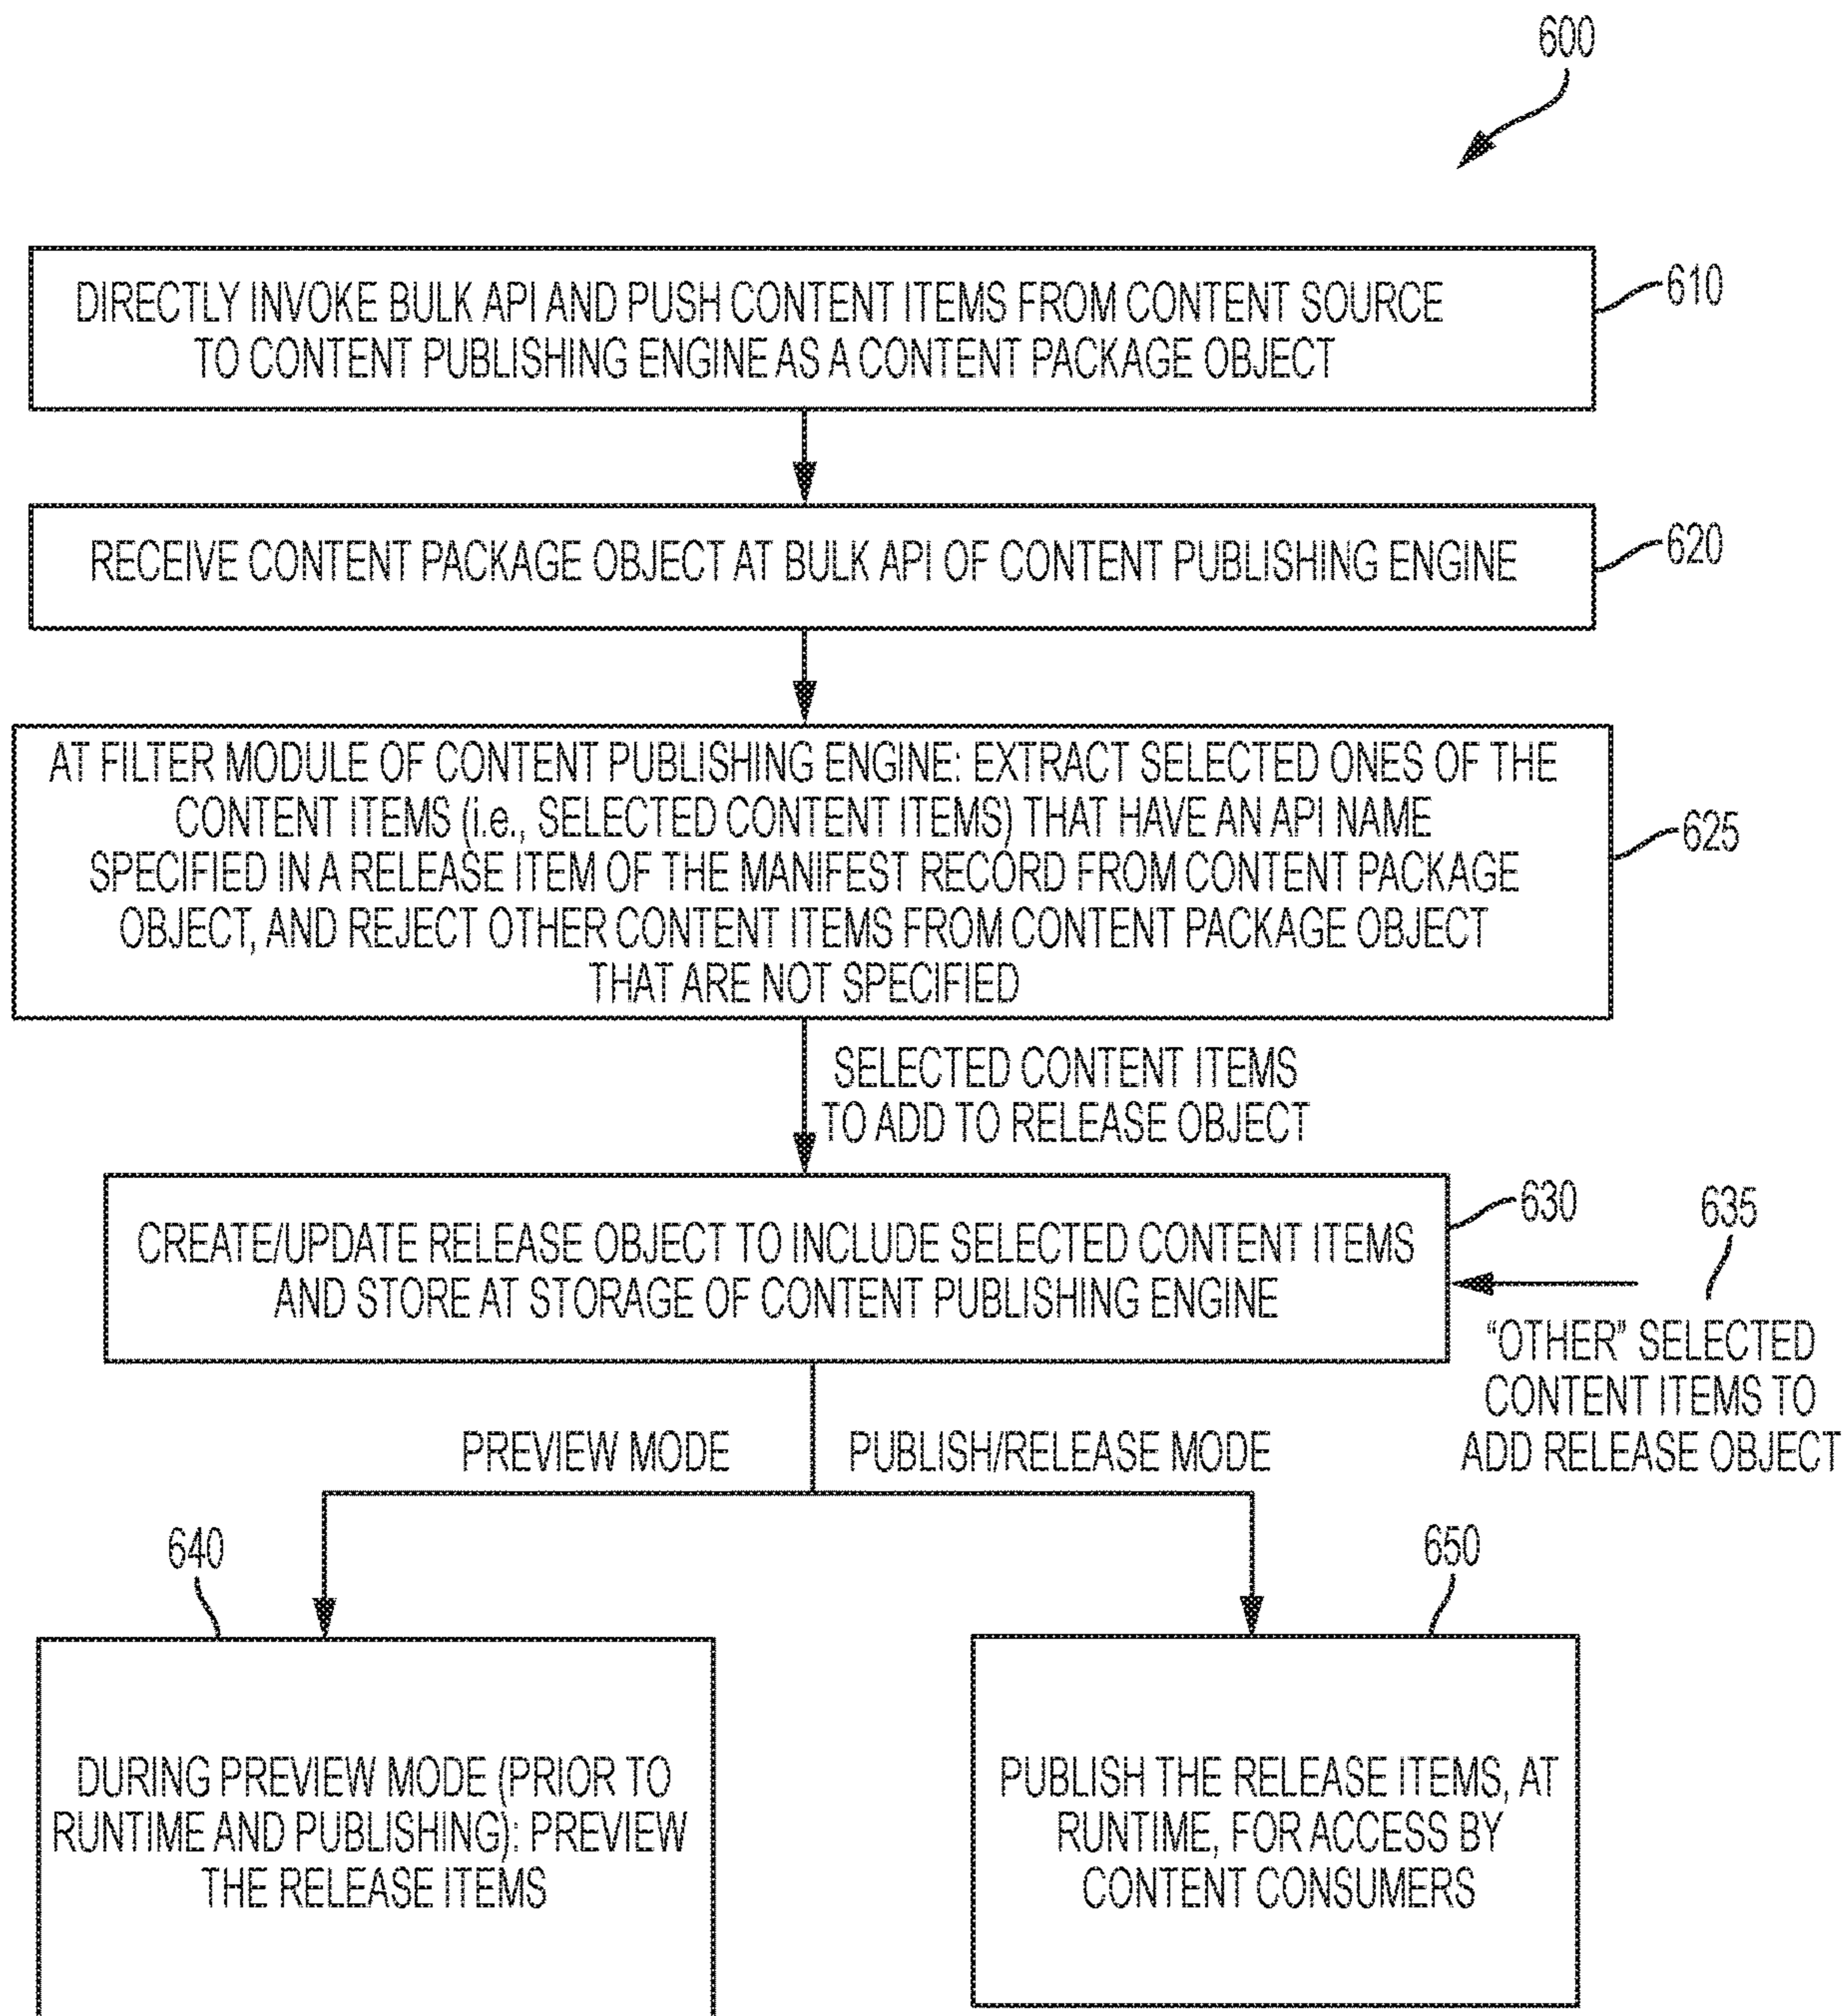 600
DIRECTLY INVOKE BULK API AND PUSH CONTENT ITEMS FROM CONTENT SOURCE
TO CONTENT PUBLISHING ENGINE AS A CONTENT PACKAGE OBJECT
610
RECEIVE CONTENT PACKAGE OBJECT AT BULK API OF CONTENT PUBLISHING ENGINE
620
AT FILTER MODULE OF CONTENT PUBLISHING ENGINE: EXTRACT SELECTED ONES OF THE
CONTENT ITEMS (i.e., SELECTED CONTENT ITEMS) THAT HAVE AN API NAME
SPECIFIED IN A RELEASE ITEM OF THE MANIFEST RECORD FROM CONTENT PACKAGE
OBJECT, AND REJECT OTHER CONTENT ITEMS FROM CONTENT PACKAGE OBJECT
THAT ARE NOT SPECIFIED
625
SELECTED CONTENT ITEMS
TO ADD TO RELEASE OBJECT
CREATE/UPDATE RELEASE OBJECT TO INCLUDE SELECTED CONTENT ITEMS
AND STORE AT STORAGE OF CONTENT PUBLISHING ENGINE
630
635
"OTHER" SELECTED
CONTENT ITEMS TO
ADD RELEASE OBJECT
PREVIEW MODE
PUBLISH/RELEASE MODE
640
650
DURING PREVIEW MODE (PRIOR TO
RUNTIME AND PUBLISHING): PREVIEW
THE RELEASE ITEMS
PUBLISH THE RELEASE ITEMS, AT
RUNTIME, FOR ACCESS BY
CONTENT CONSUMERS